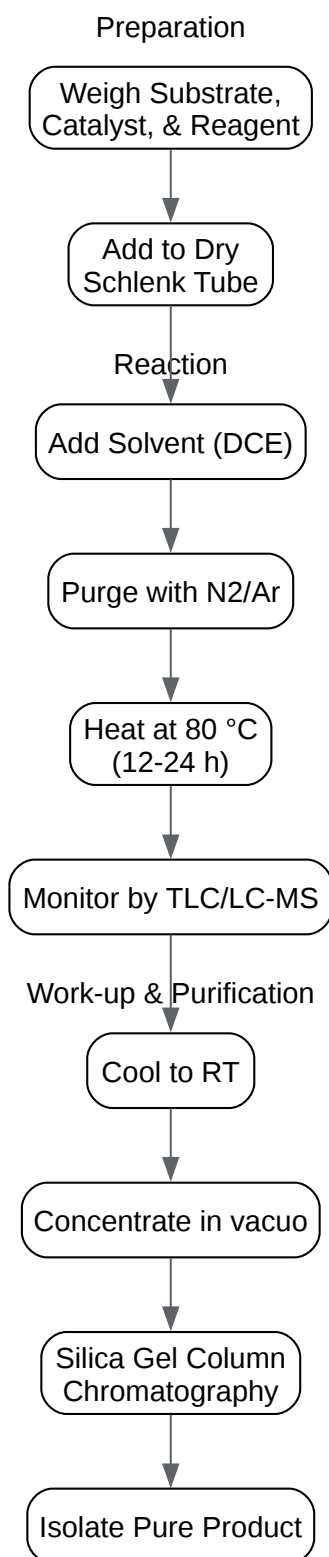 Preparation
Weigh Substrate,
Catalyst, & Reagent
Add to Dry
Schlenk Tube
Reaction
Add Solvent (DCE)
Purge with N2/Ar
Heat at 80 °C
(12-24 h)
Monitor by TLC/LC-MS
Work-up & Purification
Cool to RT
Concentrate in vacuo
Silica Gel Column
Chromatography
Isolate Pure Product